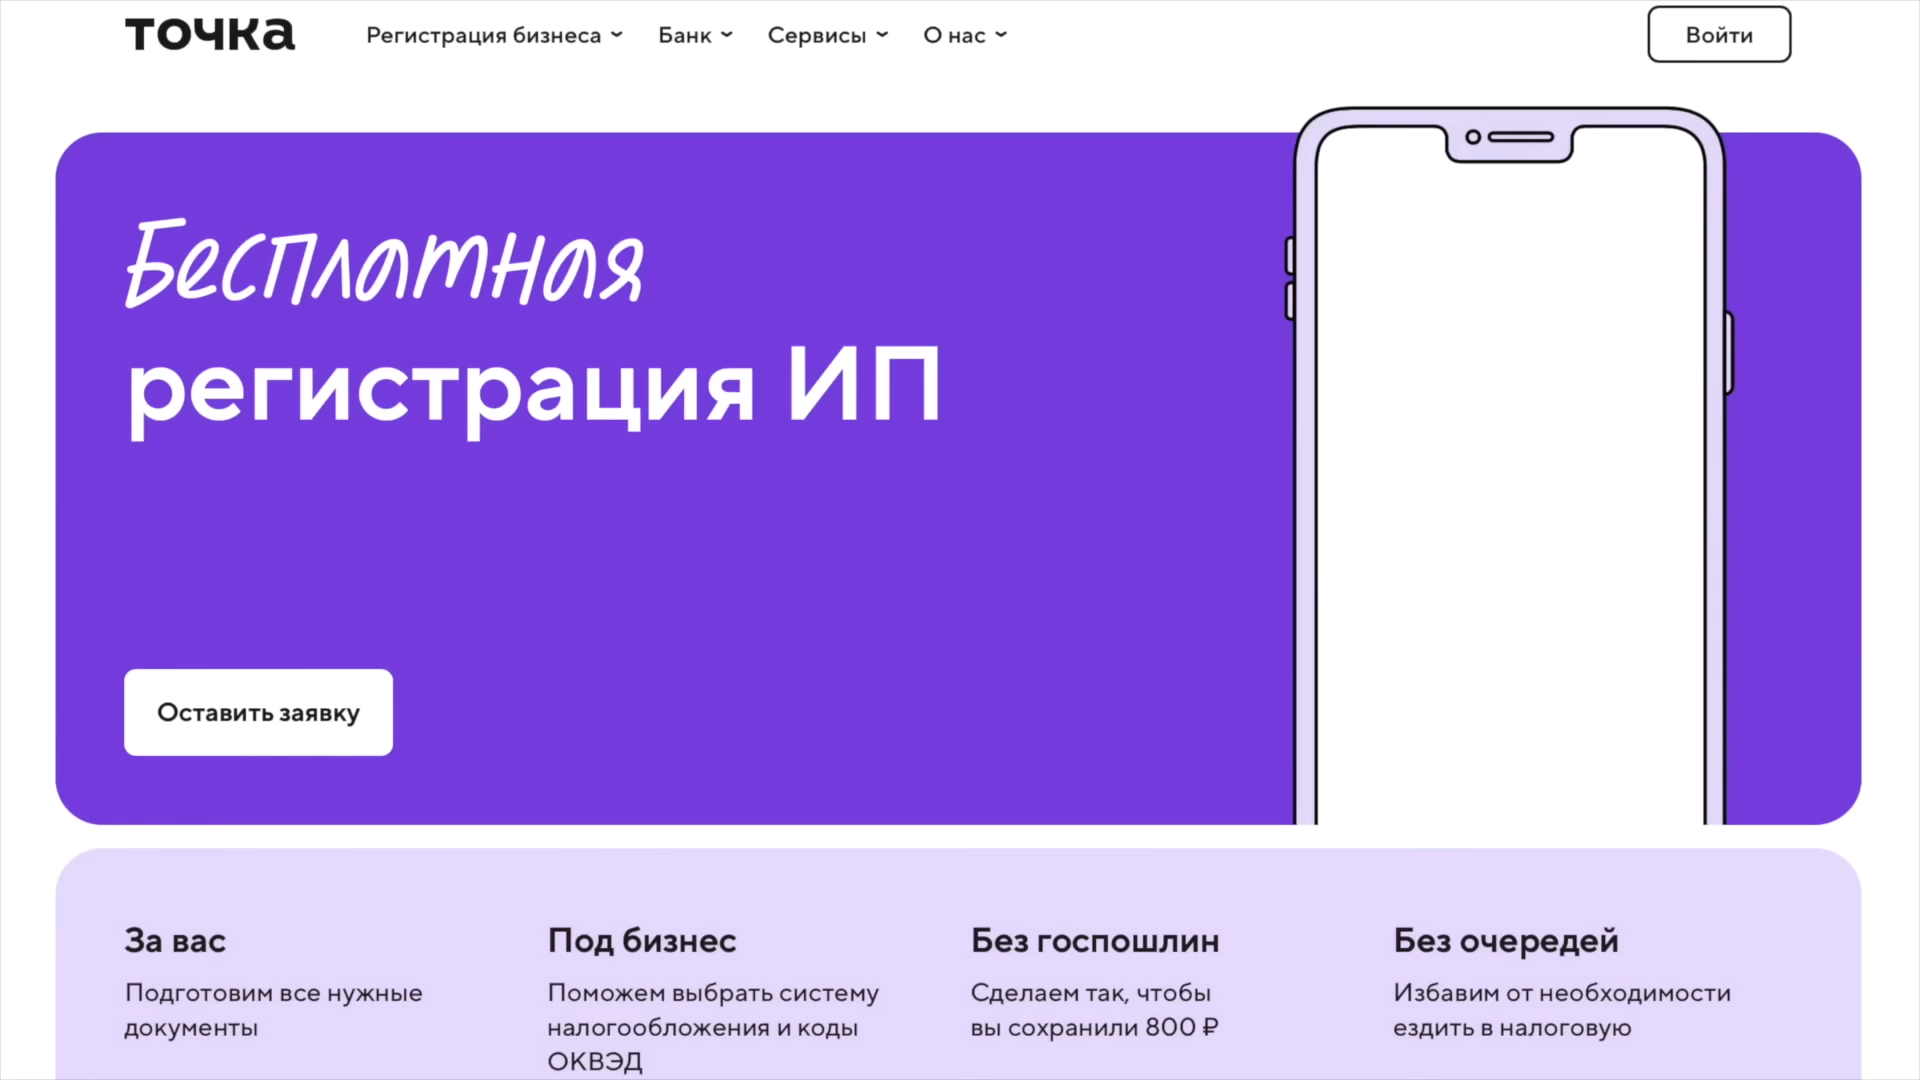 точка
Регистрация бизнеса
Банк
Сервисы
О нас
Войти
Бесплатная
регистрация ИП
Оставить заявку
За вас
Подготовим все нужные
документы
Под бизнес
Поможем выбрать систему
налогообложения и коды
ОКВЭД
Без госпошлин
Сделаем так, чтобы
вы сохранили 800 ₽
Без очередей
Избавим от необходимости
ездить в налоговую